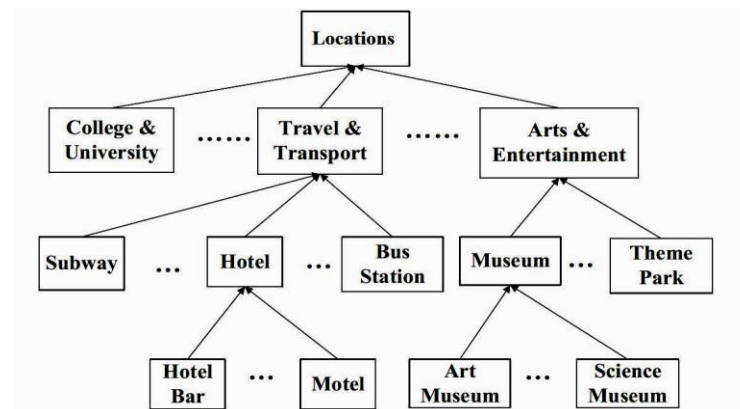 Locations
College &
University
......
Travel &
Transport
......
Arts &
Entertainment
Subway
...
Hotel
...
Bus
Station
Museum
...
Theme
Park
Hotel
Bar
...
Motel
Art
Museum
...
Science
Museum